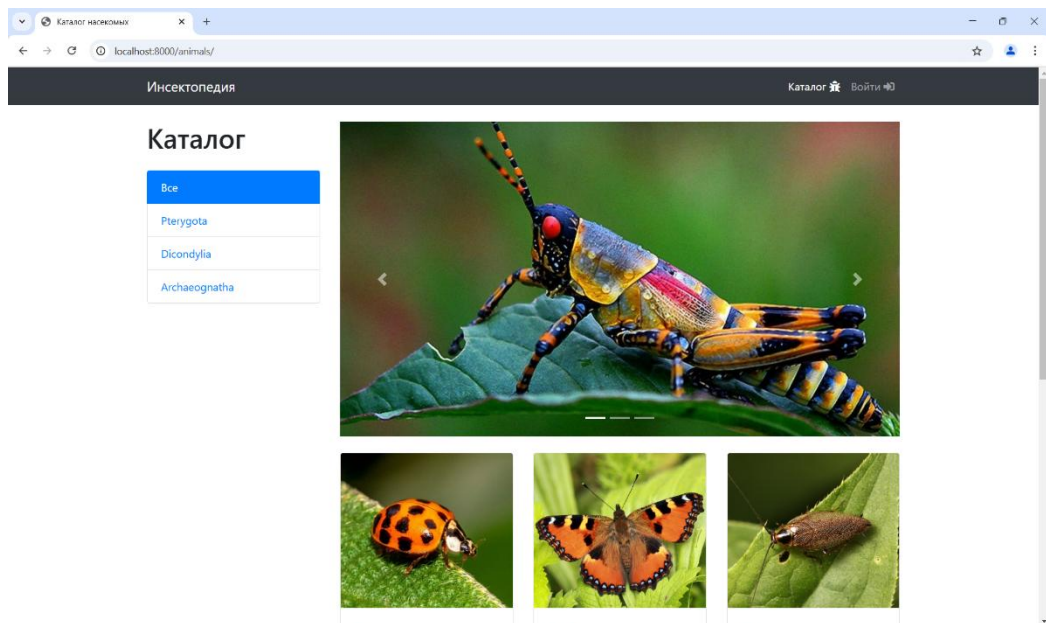 Каталог насекомых
localhost:8000/animals/
Инсектопедия
Каталог
Войти
Каталог
Все
Pterygota
Dicondylia
Archaeognatha